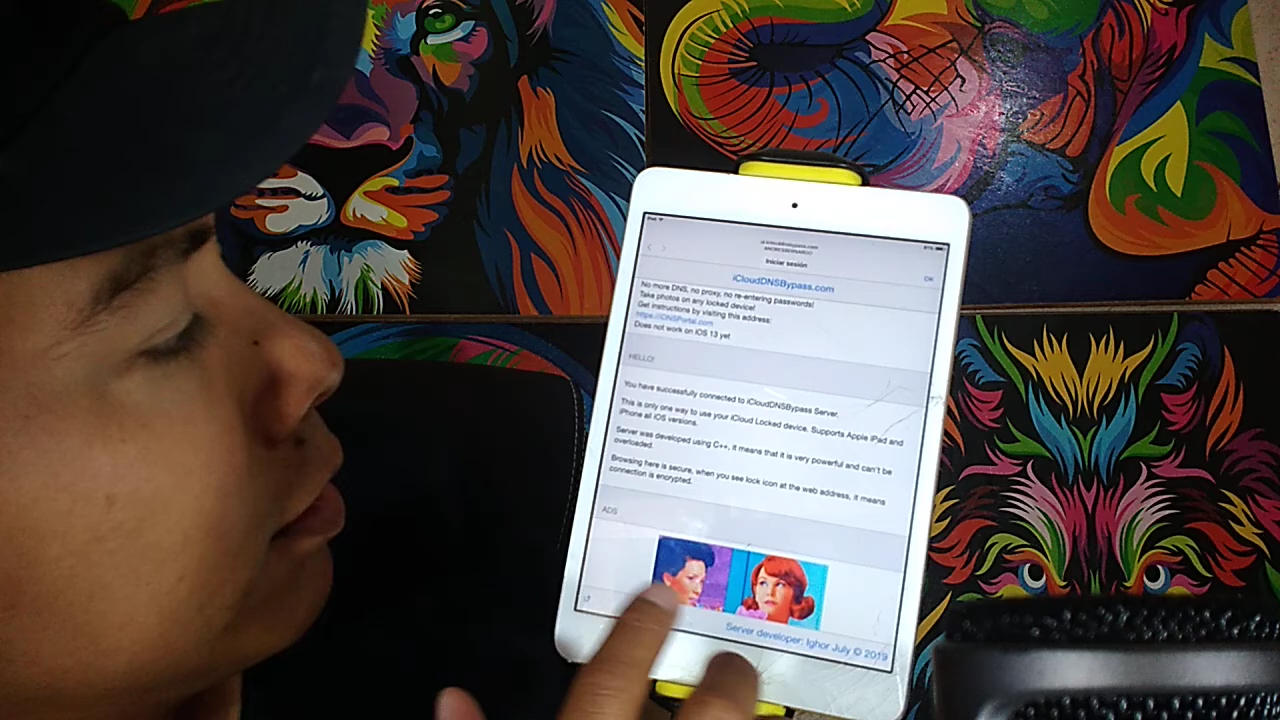 iPad
Iniciar sesión
OK
iCloudDNSBypass.com
No more DNS, no proxy, no re-entering passwords!
Take photos on any locked device!
Get instructions by visiting this address:
https://iDNSPortal.com
Does not work on iOS 13 yet
HELLO!
You have successfully connected to iCloudDNSBypass Server.
This is only one way to use your iCloud Locked device. Supports Apple iPad and
iPhone all iOS versions.
Server was developed using C++, it means that it is very powerful and can't be
overloaded.
Browsing here is secure, when you see lock icon at the web address, it means
connection is encrypted.
ADS
Server developer: Ighor July © 2019